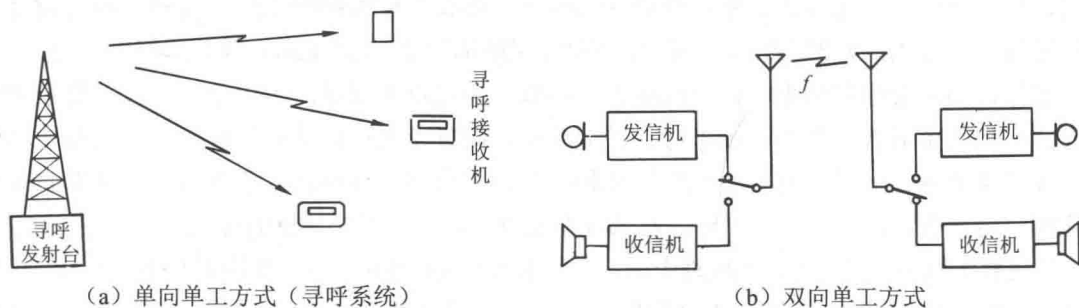 寻呼接收机
寻呼
发射台
f
发信机
发信机
收信机
收信机
(a) 单向单工方式（寻呼系统）
(b) 双向单工方式